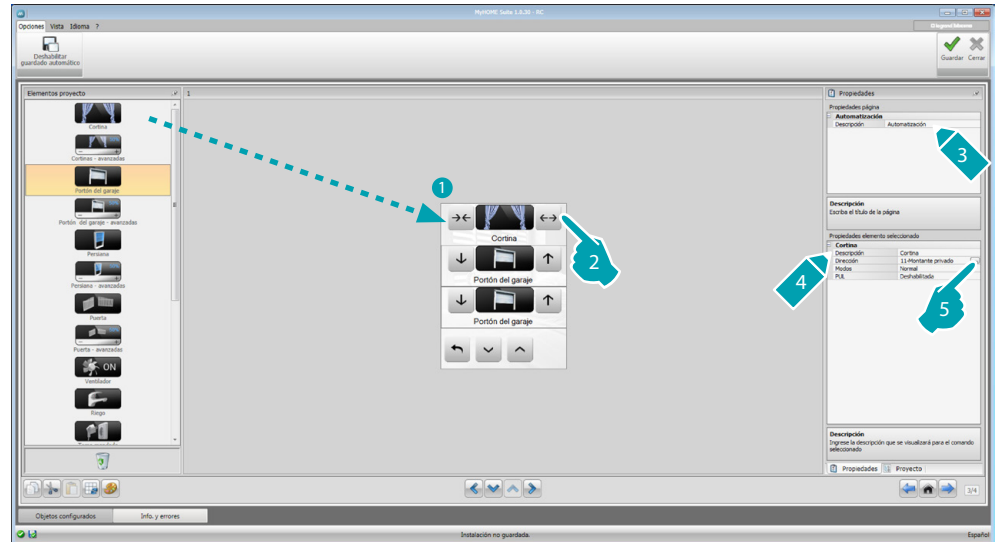 MyHOME Suite 1.0.30 - RC
Opciones Vista Idioma ?
Deshabilitar
guardado automático
Guardar Cerrar
Elementos proyecto
1
Cortina
Cortinas - avanzadas
Portón del garaje
Portón del garaje - avanzadas
Persiana
Persiana - avanzadas
Puerta
Puerta - avanzadas
ON
Ventilador
Riego
1
2
Cortina
Portón del garaje
Portón del garaje
Propiedades
Propiedades página
Automatización
Descripción Automatización
3
Descripción
Escriba el título de la página
Propiedades elemento seleccionado
Cortina
Descripción Cortina
Dirección 11-Montante privado
Modos Normal
PUL Deshabilitada
4
5
Descripción
Ingrese la descripción que se visualizará para el comando
seleccionado
Propiedades Proyecto
3/4
Objetos configurados Info. y errores
Instalación no guardada.
Español